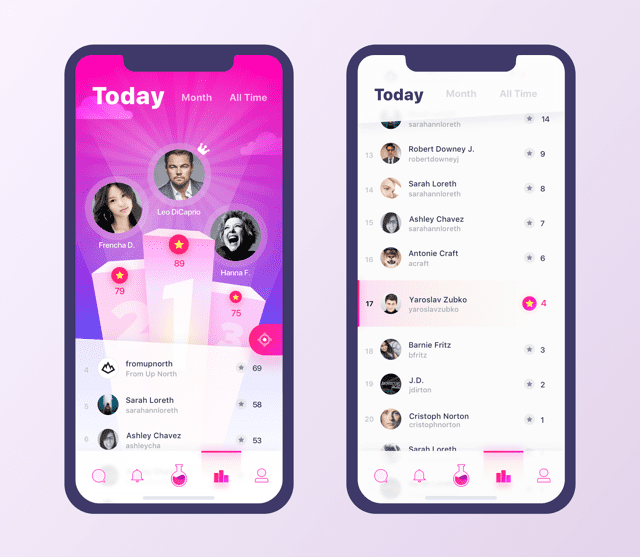 Today
Month
All Time
Leo DiCaprio
Frencha D.
Hanna F.
89
79
75
1
2
3
4
fromupnorth
From Up North
69
5
Sarah Loreth
sarahannloreth
58
6
Ashley Chavez
ashleycha
53
Today
Month
All Time
sarahannloreth
14
13
Robert Downey J.
robertdowneyj
9
14
Sarah Loreth
sarahannloreth
8
15
Ashley Chavez
sarahannloreth
7
16
Antonie Craft
acraft
6
17
Yaroslav Zubko
yaroslavzubko
4
18
Barnie Fritz
bfritz
3
19
J.D.
jdirton
2
20
Cristoph Norton
cristophnorton
1
Sarah Loreth